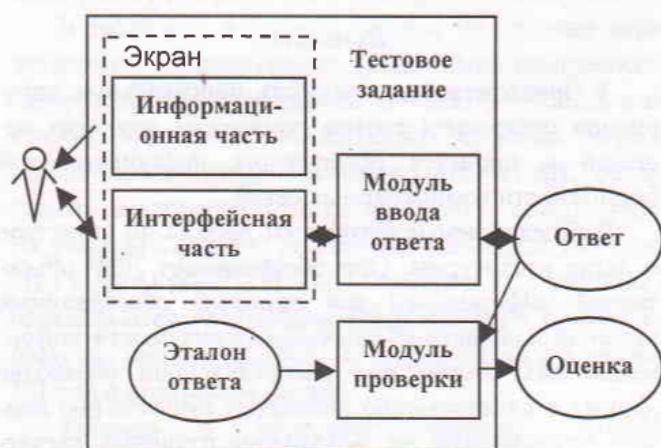 Экран
Тестовое
задание
Информаци-
онная часть
Интерфейсная
часть
Модуль
ввода
ответа
Ответ
Эталон
ответа
Модуль
проверки
Оценка